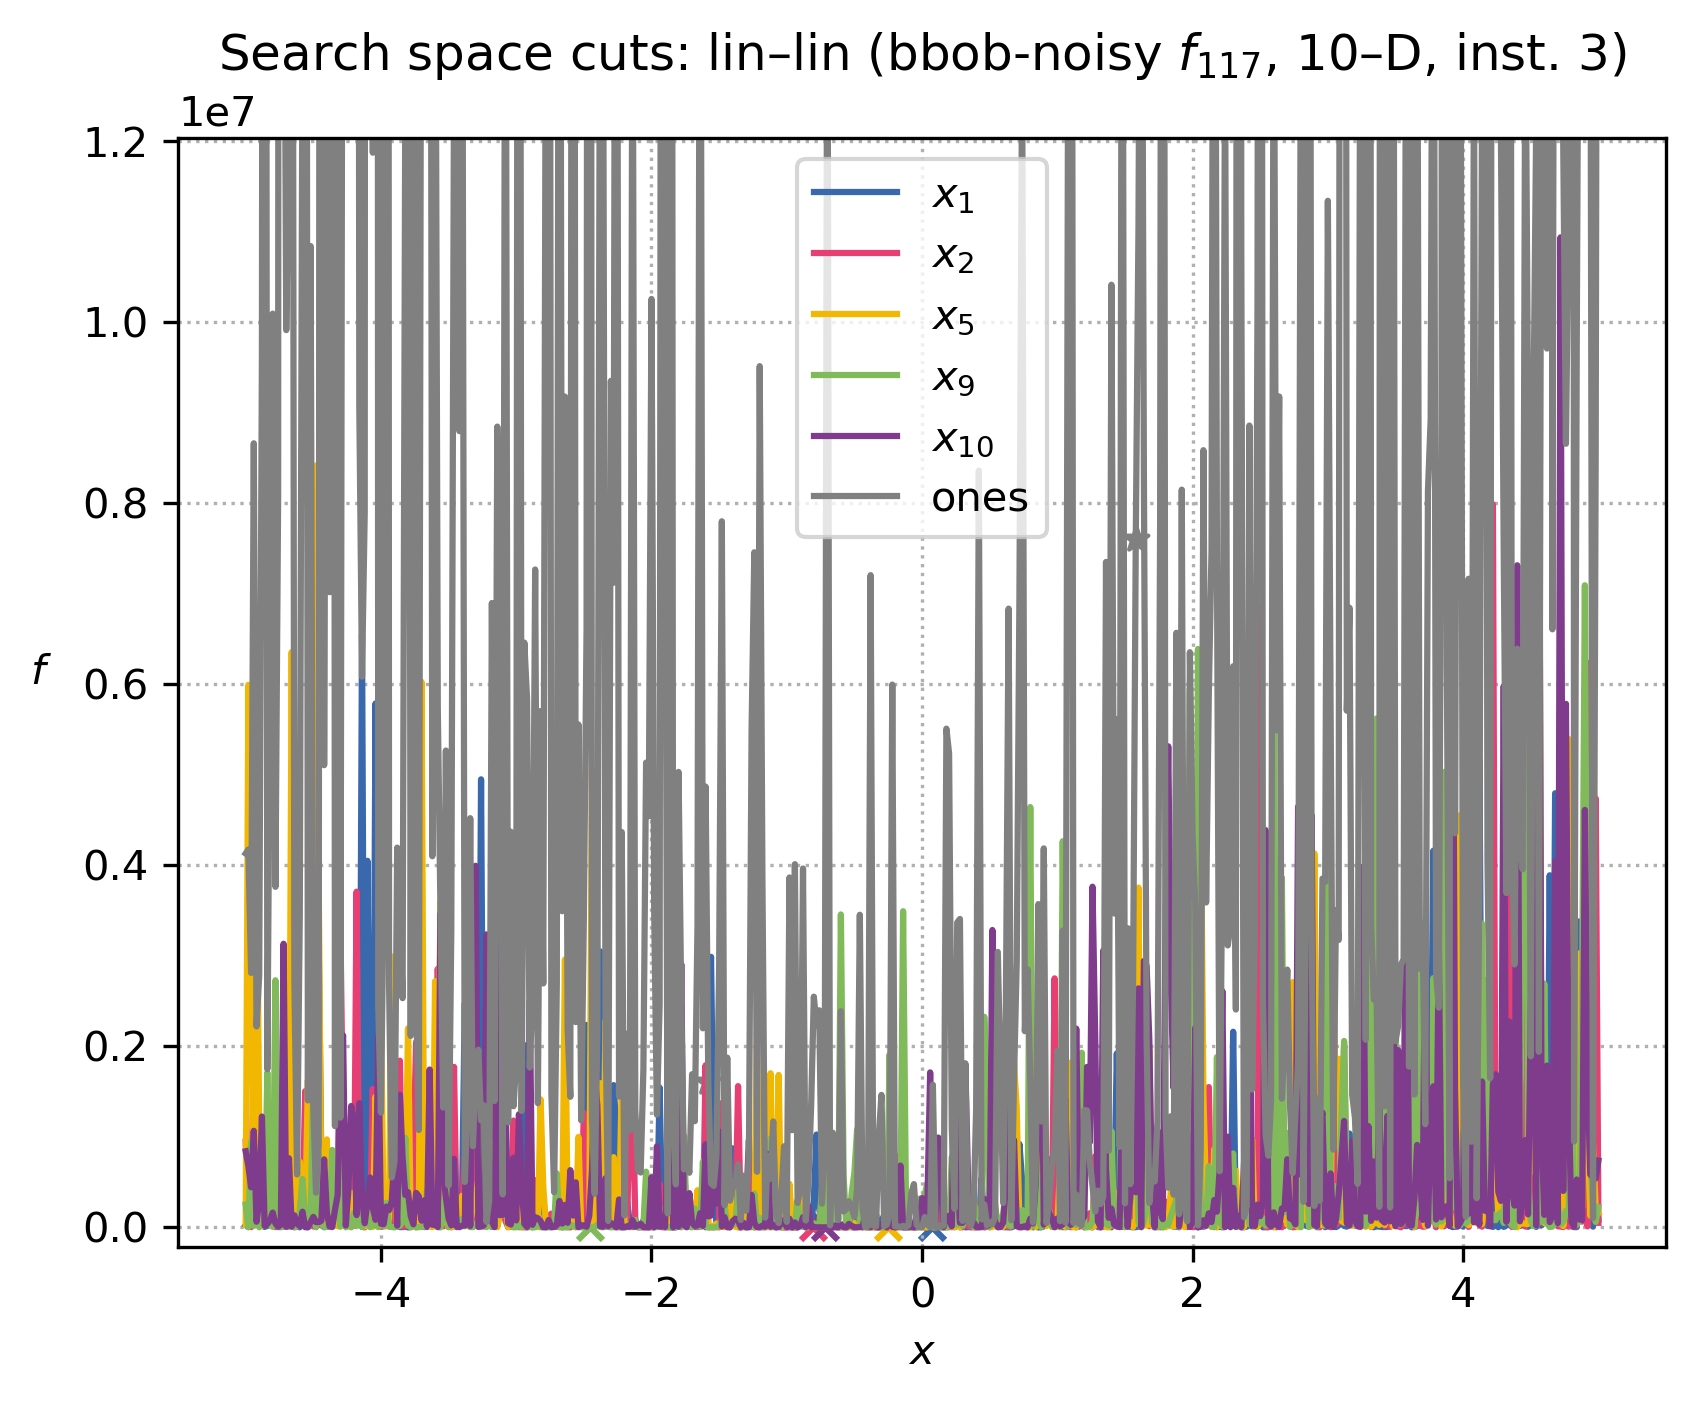 Search space cuts: lin–lin (bbob-noisy f₁₁₇, 10–D, inst. 3)
1e7
1.2
1.0
0.8
0.6
0.4
0.2
0.0
f
x₁
x₂
x₅
x₉
x₁₀
ones
−4 −2 0 2 4
x